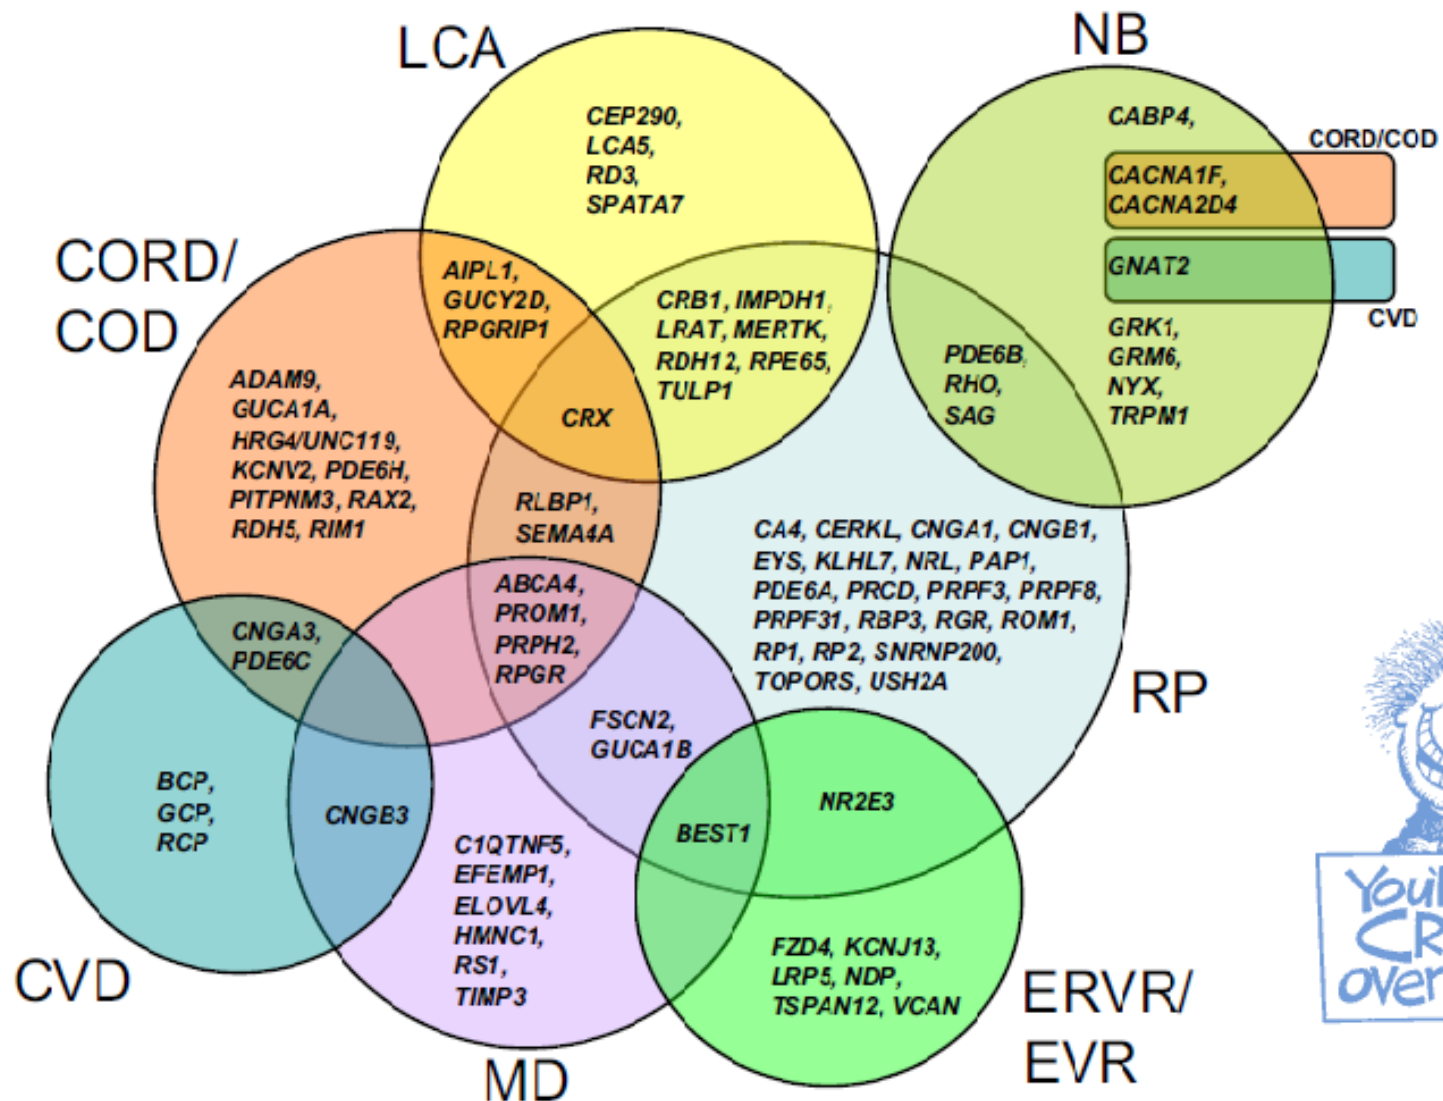 LCA
NB
CEP290,
LCA5,
RD3,
SPATA7
CABP4,
CORD/COD
CACNA1F,
CACNA2D4
GNAT2
CVD
GRK1,
GRM6,
NYX,
TRPM1
CORD/
COD
AIPL1,
GUCY2D,
RPGRIP1
CRB1, IMPDH1,
LRAT, MERTK,
RDH12, RPE65,
TULP1
PDE6B,
RHO,
SAG
ADAM9,
GUCA1A,
HRG4/UNC119,
KCNV2, PDE6H,
PITPNM3, RAX2,
RDH5, RIM1
CRX
RLBP1,
SEMA4A
CA4, CERKL, CNGA1, CNGB1,
EYS, KLHL7, NRL, PAP1,
PDE6A, PRCD, PRPF3, PRPF8,
PRPF31, RBP3, RGR, ROM1,
RP1, RP2, SNRNP200,
TOPORS, USH2A
RP
ABCA4,
PROM1,
PRPH2,
RPGR
CNGA3,
PDE6C
FSCN2,
GUCA1B
BCP,
GCP,
RCP
CNGB3
NR2E3
BEST1
C1QTNF5,
EFEMP1,
ELOVL4,
HMNC1,
RS1,
TIMP3
FZD4, KCNJ13,
LRP5, NDP,
TSPAN12, VCAN
CVD
MD
ERVR/
EVR
CR
over